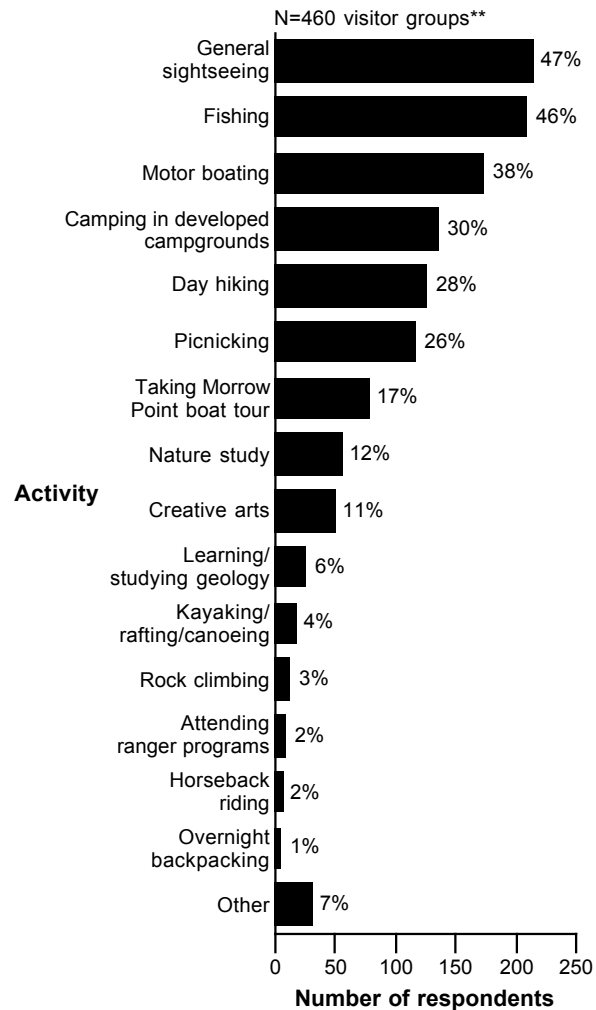 N=460 visitor groups**
General
sightseeing
47%
Fishing
46%
Motor boating
38%
Camping in developed
campgrounds
30%
Day hiking
28%
Picnicking
26%
Taking Morrow
Point boat tour
17%
Nature study
12%
Activity
Creative arts
11%
Learning/
studying geology
6%
Kayaking/
rafting/canoeing
4%
Rock climbing
3%
Attending
ranger programs
2%
Horseback
riding
2%
Overnight
backpacking
1%
Other
7%
0 50 100 150 200 250
Number of respondents